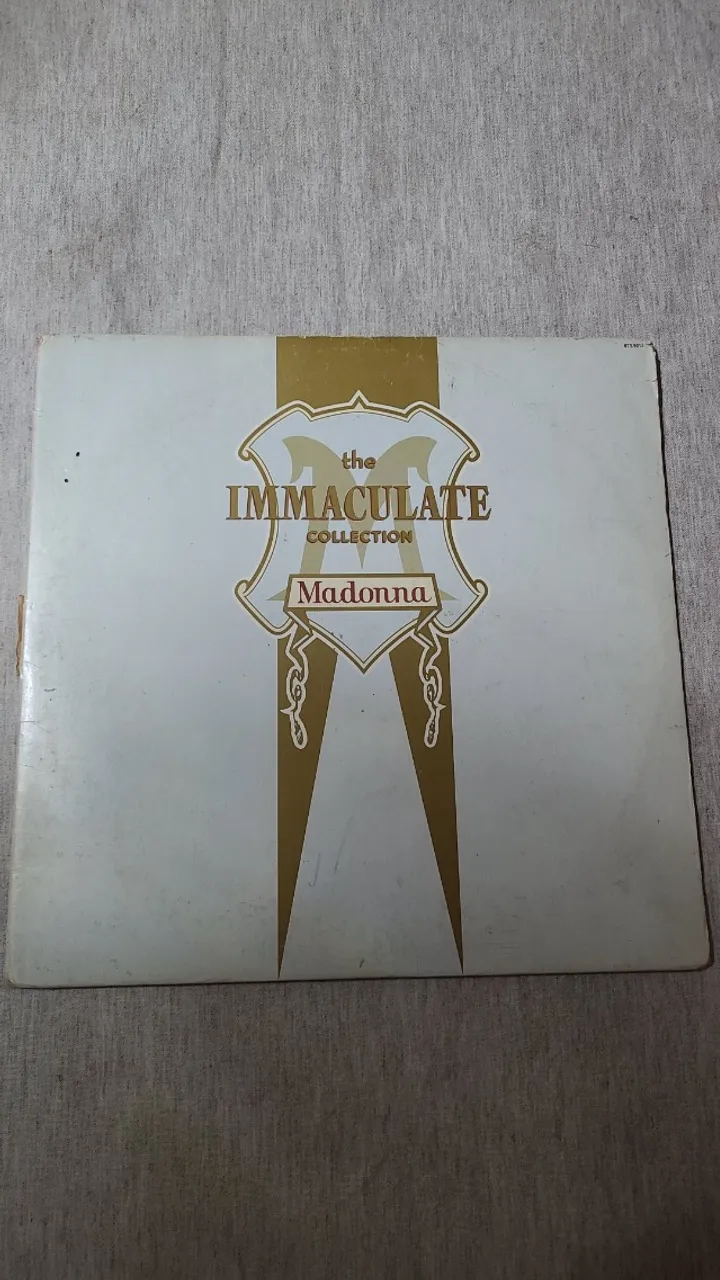 the
IMMACULATE
COLLECTION
Madonna